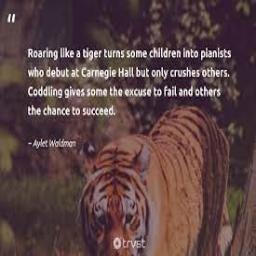 "
Roaring like a tiger turns some children into pianists
who debut at Carnegie Hall but only crushes others.
Coddling gives some the excuse to fail and others
the chance to succeed.
– Aylet Waldman
trvst